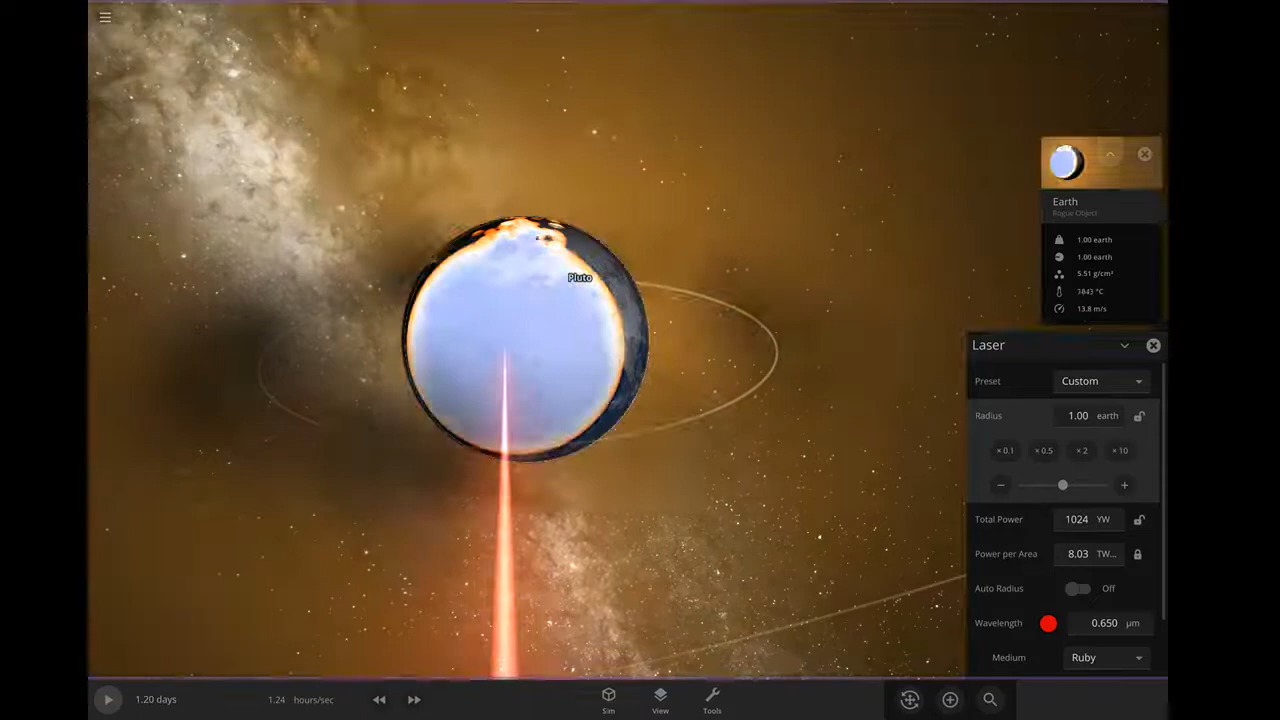 Pluto
Earth
Rogue Object
1.00 earth
1.00 earth
5.51 g/cm³
3843 °C
13.8 m/s
Laser
Preset Custom
Radius 1.00 earth
× 0.1 × 0.5 × 2 × 10
Total Power 1024 YW
Power per Area 8.03 TW...
Auto Radius Off
Wavelength 0.650 µm
Medium Ruby
1.20 days 1.24 hours/sec Sim View Tools